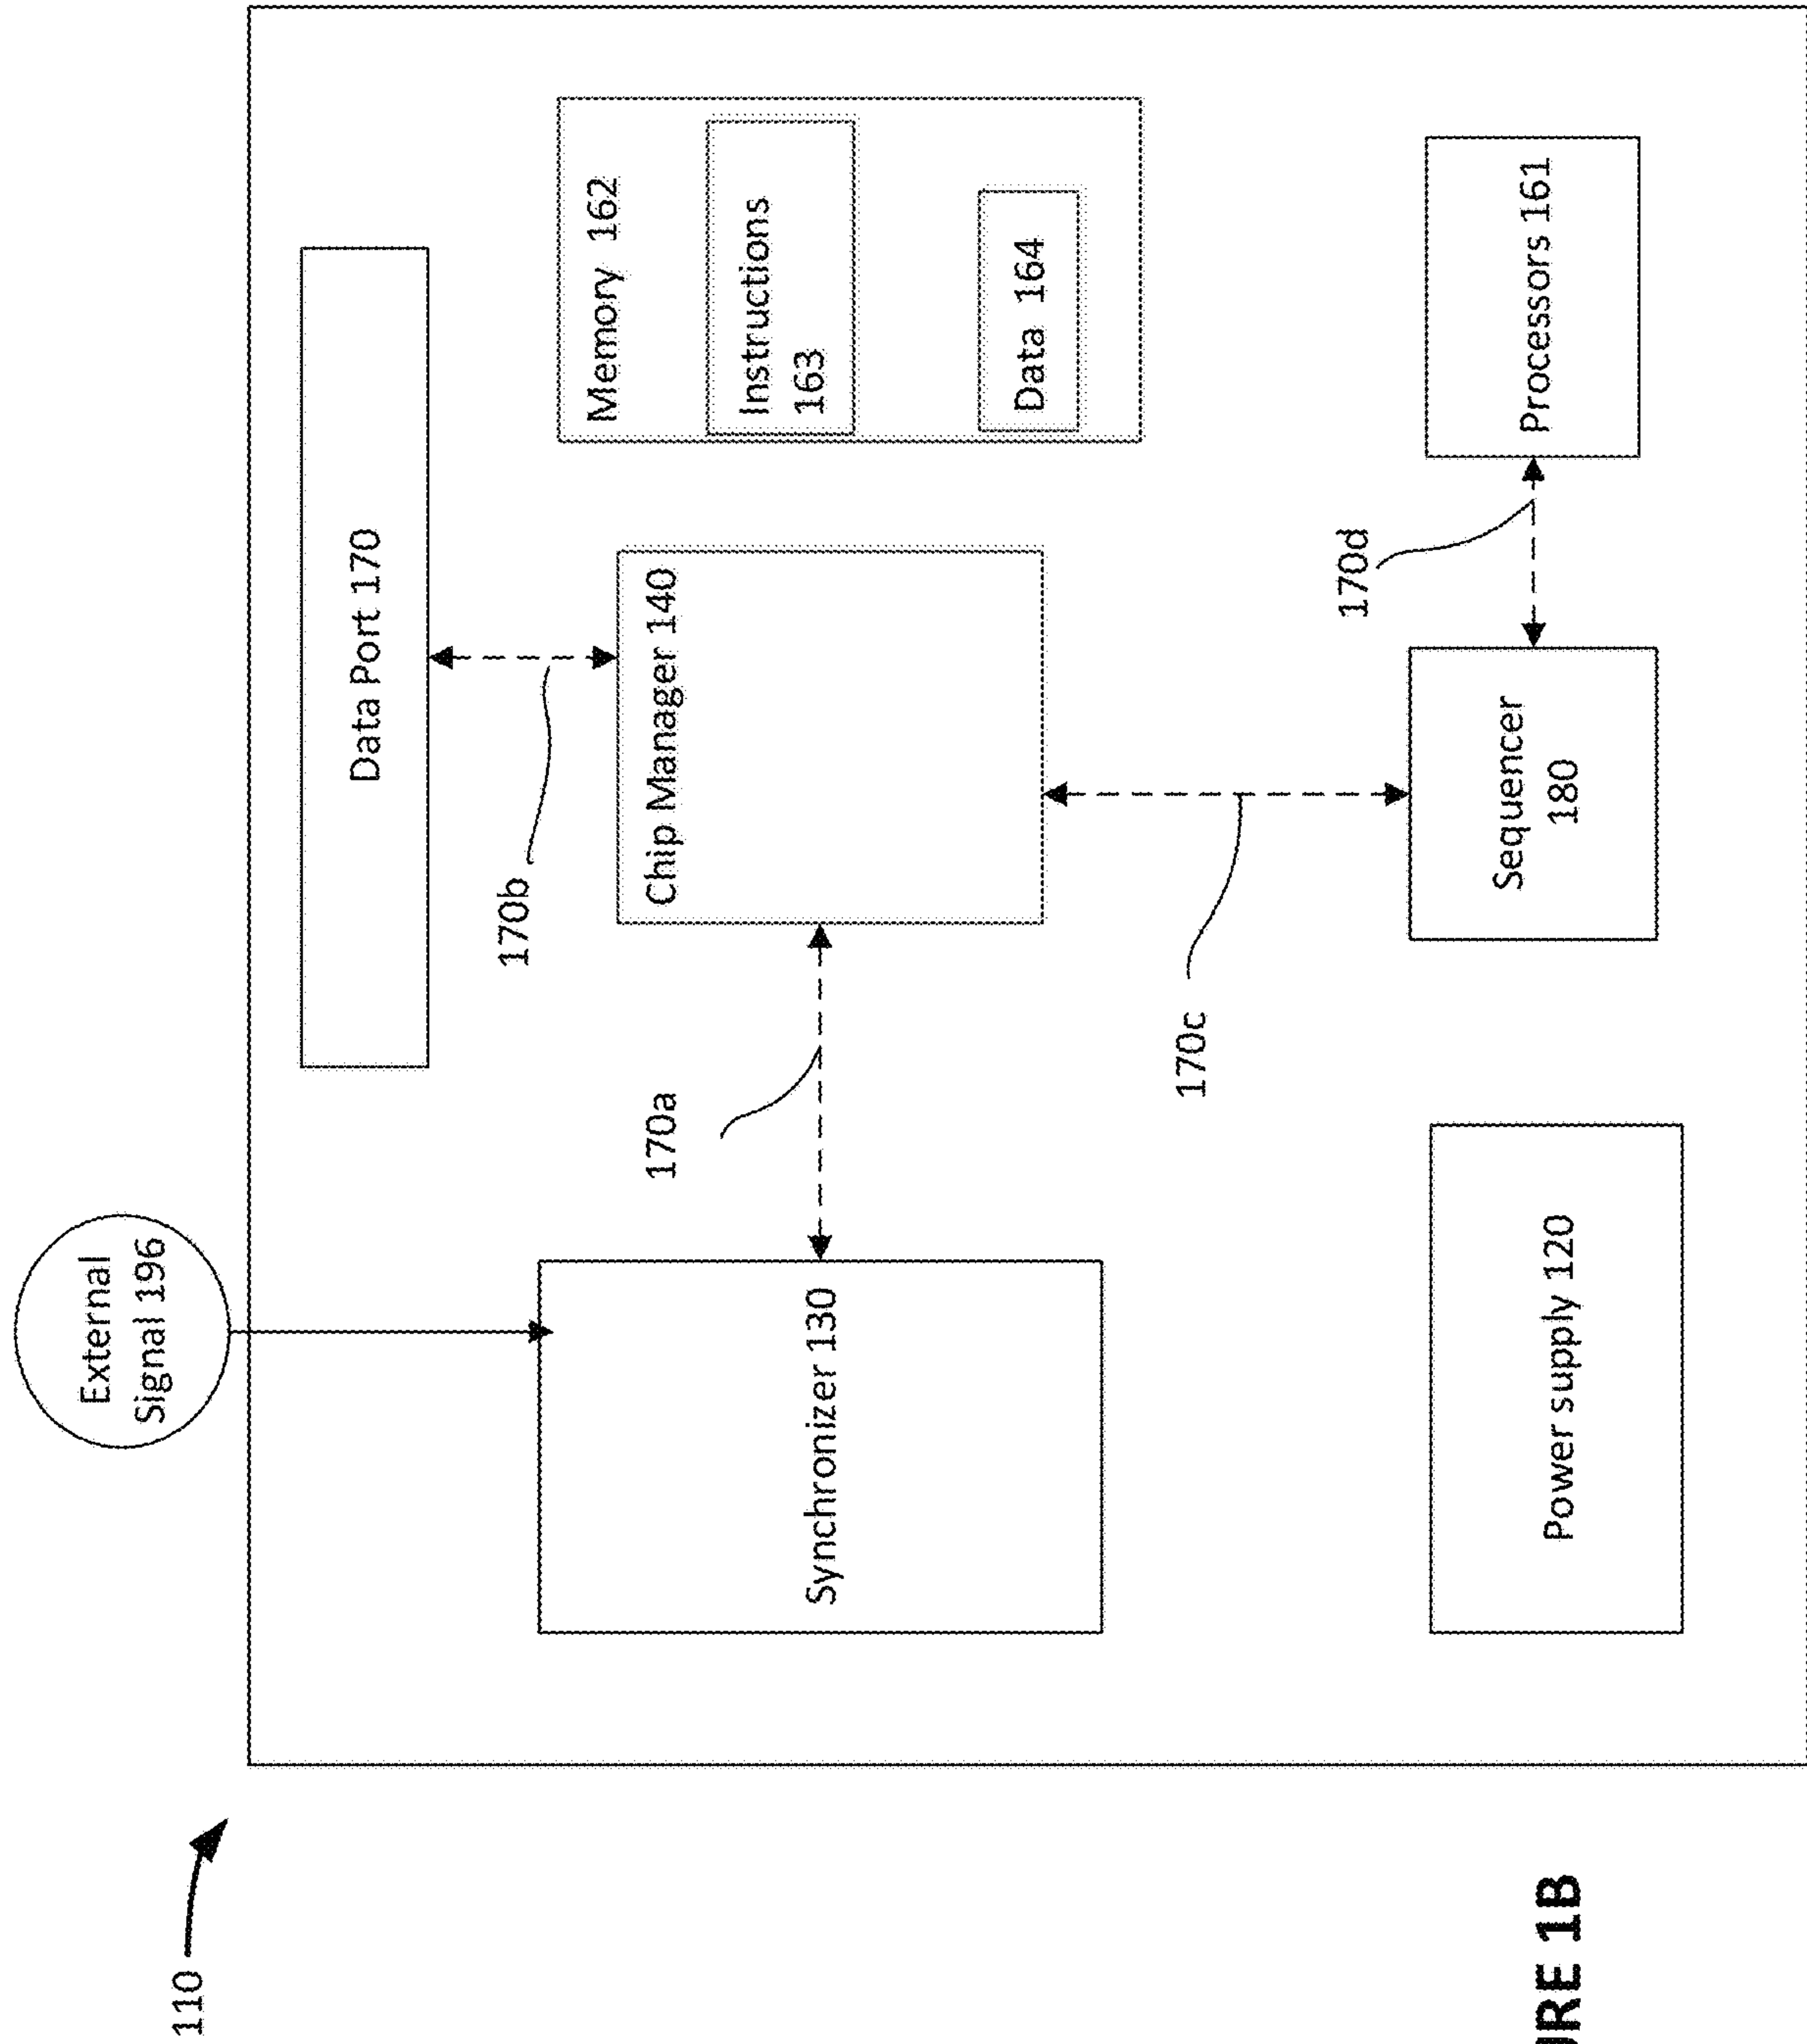 110
External
Signal 196
Data Port 170
170b
Synchronizer 130
170a
Chip Manager 140
Memory 162
Instructions
163
Data 164
170c
170d
Power supply 120
Sequencer
180
Processors 161
1B